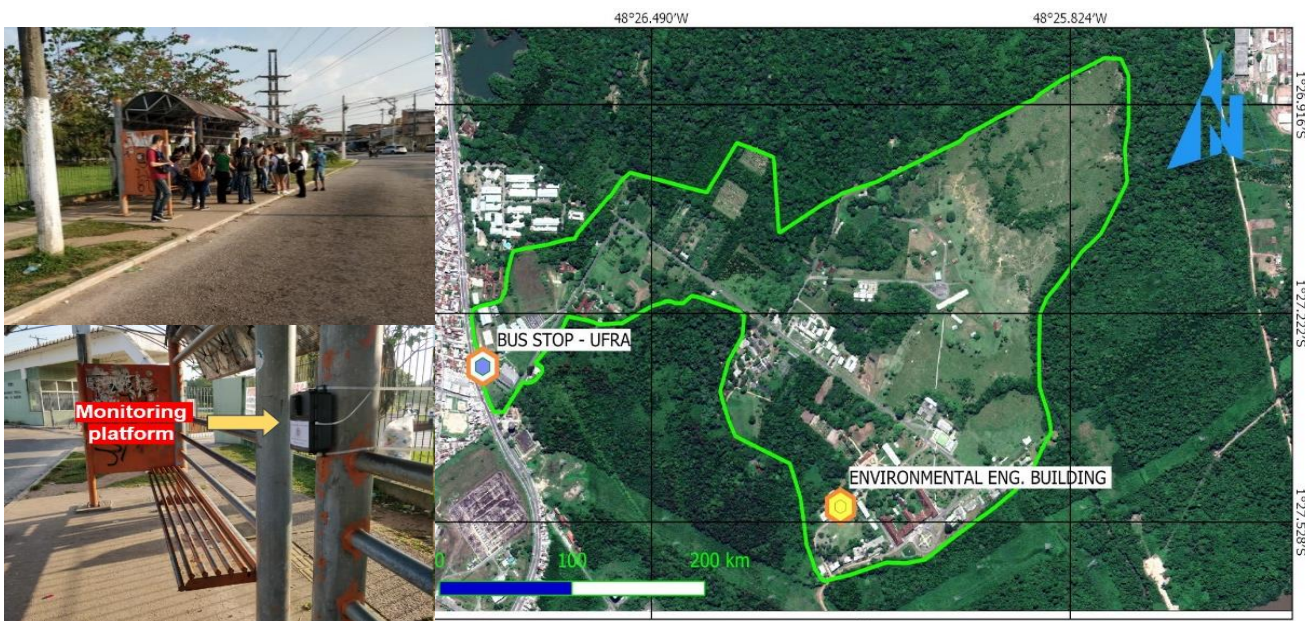 48°26.490'W
48°25.824'W
1°26.916'S
N
1°27.222'S
BUS STOP - UFRA
Monitoring
platform
ENVIRONMENTAL ENG. BUILDING
1°27.528'S
0 100 200 km